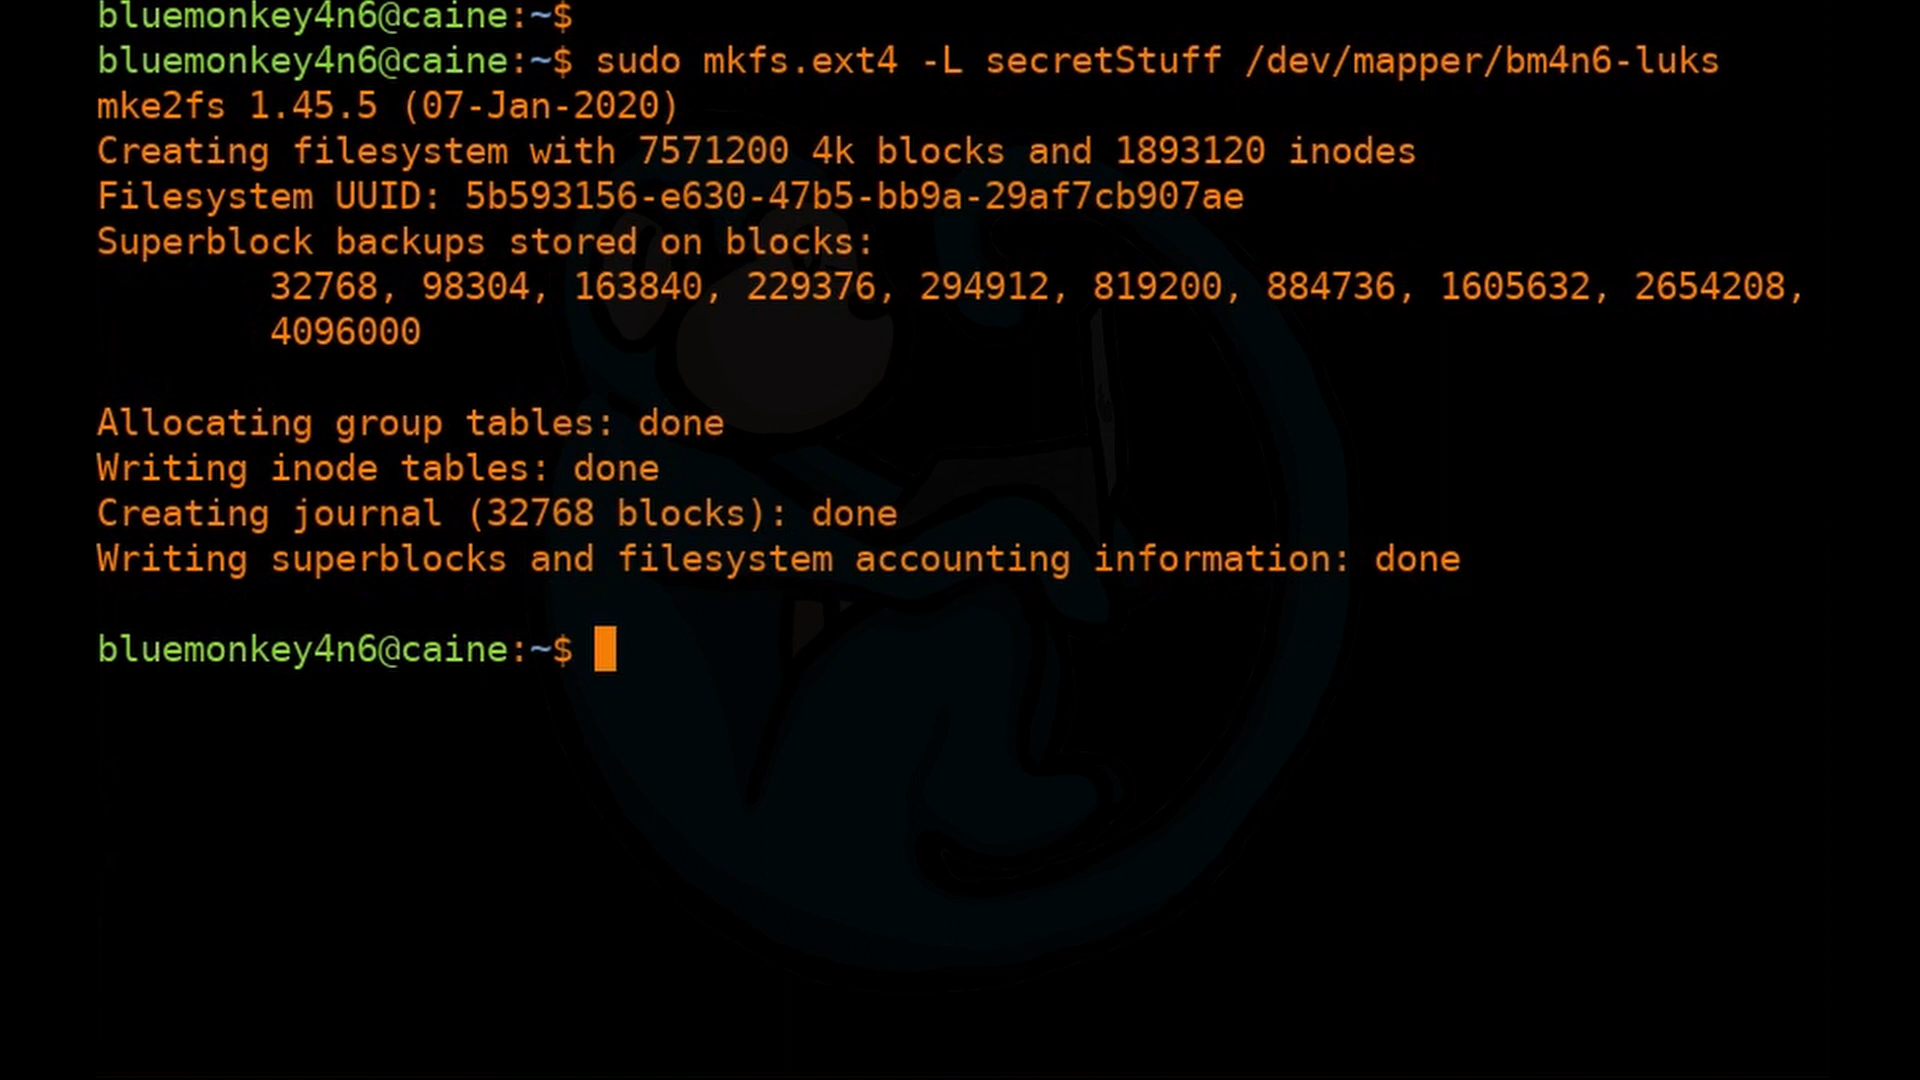 bluemonkey4n6@caine:~$
bluemonkey4n6@caine:~$ sudo mkfs.ext4 -L secretStuff /dev/mapper/bm4n6-luks
mke2fs 1.45.5 (07-Jan-2020)
Creating filesystem with 7571200 4k blocks and 1893120 inodes
Filesystem UUID: 5b593156-e630-47b5-bb9a-29af7cb907ae
Superblock backups stored on blocks:
        32768, 98304, 163840, 229376, 294912, 819200, 884736, 1605632, 2654208,
        4096000
Allocating group tables: done
Writing inode tables: done
Creating journal (32768 blocks): done
Writing superblocks and filesystem accounting information: done
bluemonkey4n6@caine:~$